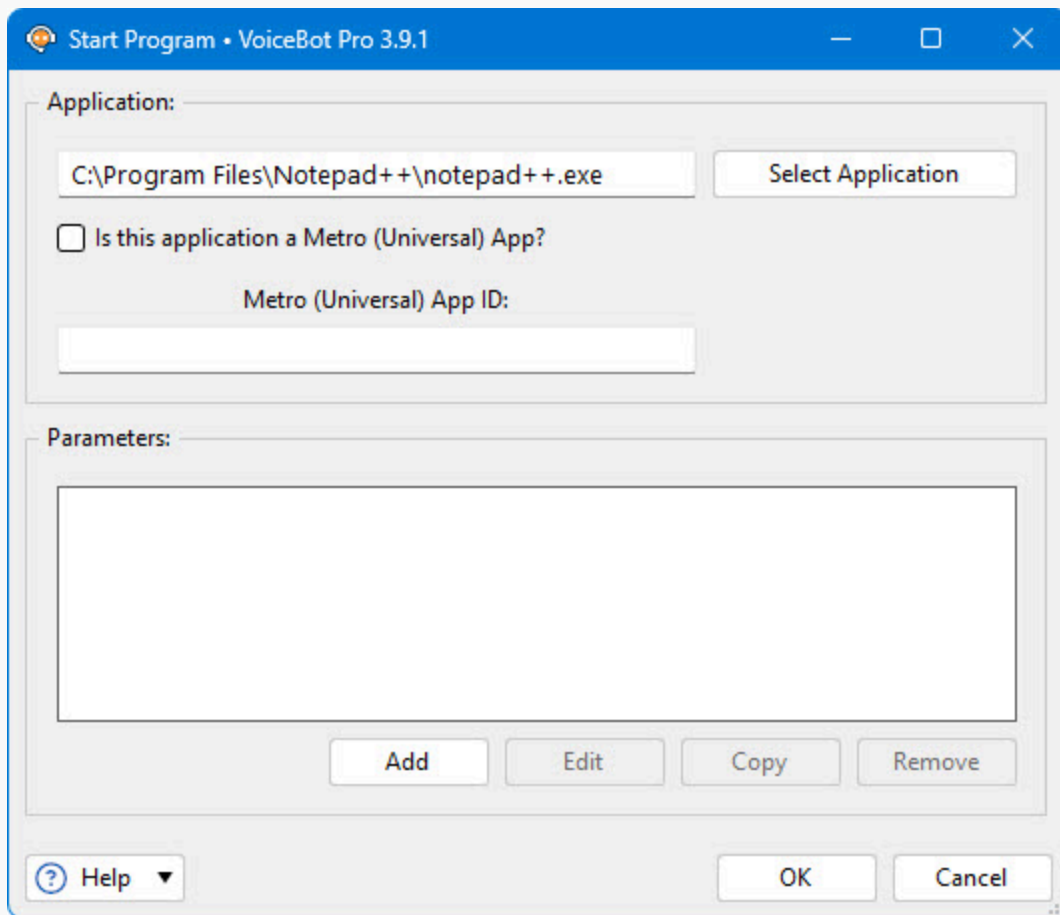 Start Program • VoiceBot Pro 3.9.1
Application:
C:\Program Files\Notepad++\notepad++.exe
Select Application
Is this application a Metro (Universal) App?
Metro (Universal) App ID:
Parameters:
Add
Edit
Copy
Remove
Help
OK
Cancel